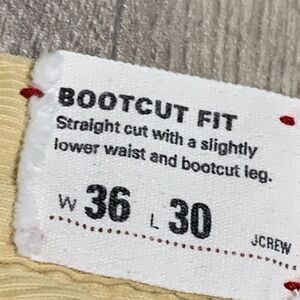 BOOTCUT FIT
Straight cut with a slightly
lower waist and bootcut leg.
W 36 L 30
JCREW